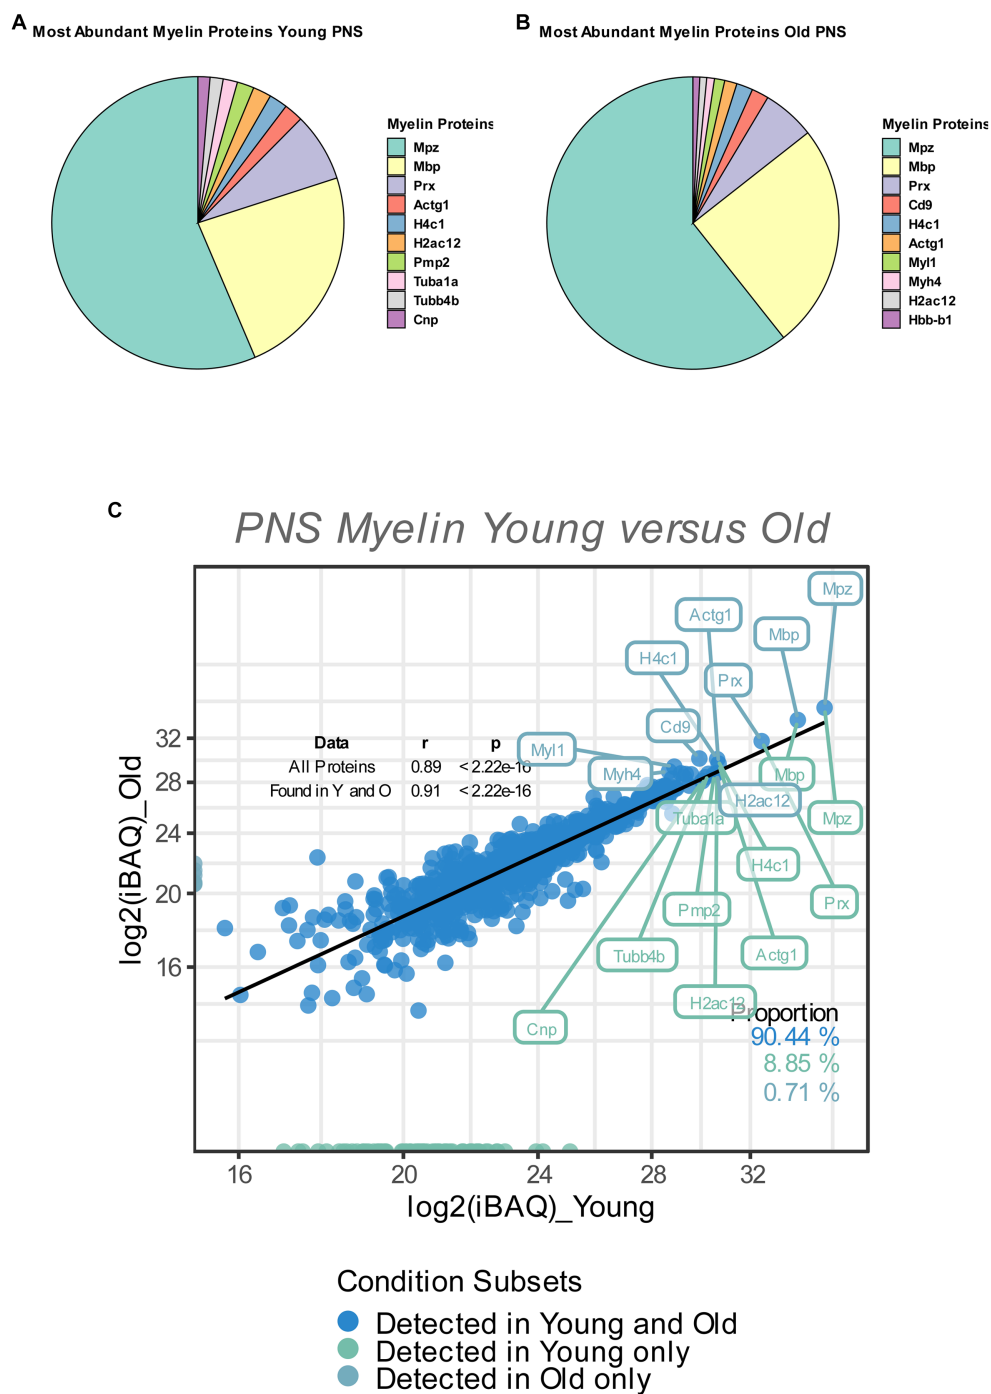 A Most Abundant Myelin Proteins Young PNS
Myelin Proteins
Mpz
Mbp
Prx
Actg1
H4c1
H2ac12
Pmp2
Tuba1a
Tubb4b
Cnp
B Most Abundant Myelin Proteins Old PNS
Myelin Proteins
Mpz
Mbp
Prx
Cd9
H4c1
Actg1
Myl1
Myh4
H2ac12
Hbb-b1
C
PNS Myelin Young versus Old
log2(iBAQ)_Old
32
28
24
20
16
Data r p
All Proteins 0.89 < 2.22e-16
Found in Y and O 0.91 < 2.22e-16
Mpz
Actg1
Mbp
H4c1
Prx
Cd9
Myl1
Myh4
Mbp
H2ac12
Tuba1a
Mpz
H4c1
Prx
Pmp2
Tubb4b
Actg1
H2ac12
Cnp
Proportion
90.44 %
8.85 %
0.71 %
16 20 24 28 32
log2(iBAQ)_Young
Condition Subsets
Detected in Young and Old
Detected in Young only
Detected in Old only